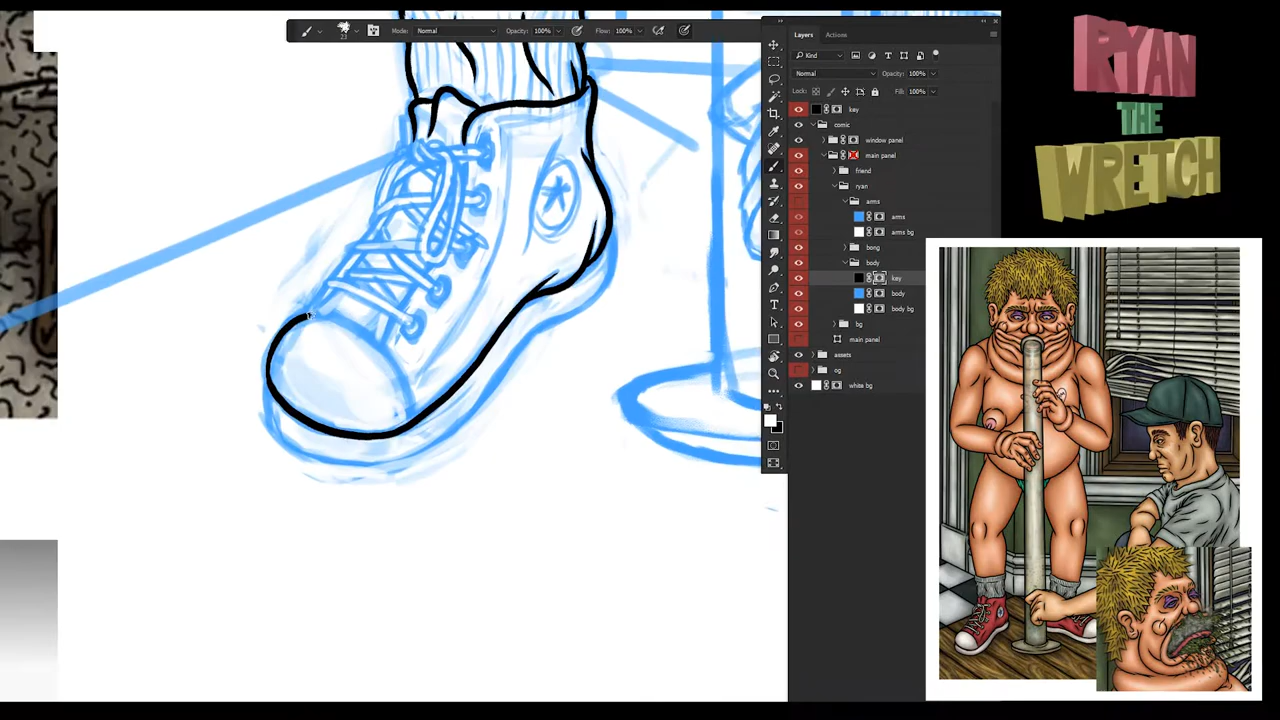 23
Mode:
Normal
Opacity:
100%
Flow:
100%
Layers
Actions
Kind
Normal
Opacity:
100%
Lock:
Fill:
100%
key
comic
window panel
main panel
friend
ryan
arms
arms
arms bg
bong
body
key
body
body bg
bg
main panel
assets
og
white bg
RYAN
THE
WRETCH